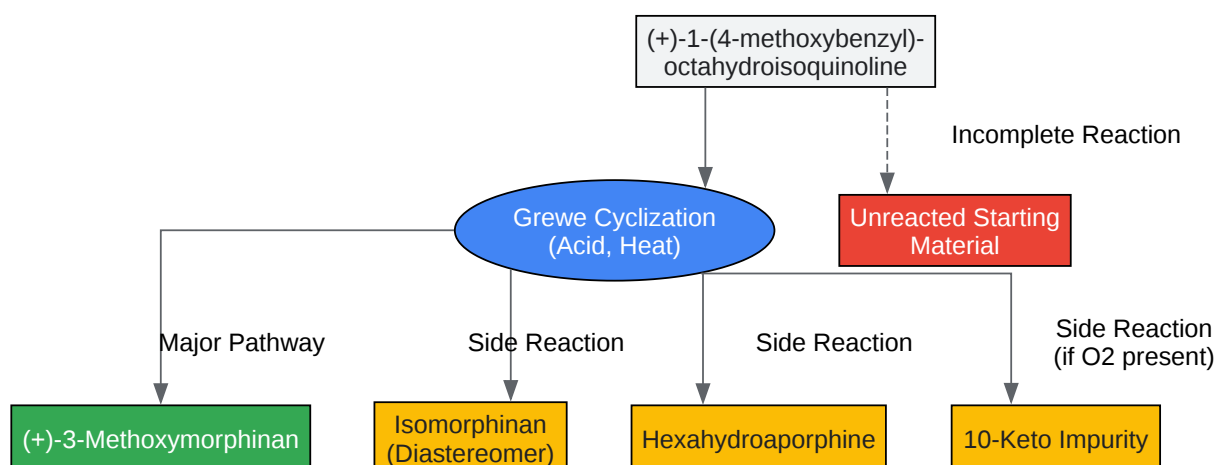 (+)-1-(4-methoxybenzyl)-
octahydroisoquinoline
Incomplete Reaction
Grewe Cyclization
(Acid, Heat)
Unreacted Starting
Material
Major Pathway
Side Reaction
Side Reaction
Side Reaction
(if O2 present)
(+)-3-Methoxymorphinan
Isomorphinan
(Diastereomer)
Hexahydroaporphine
10-Keto Impurity